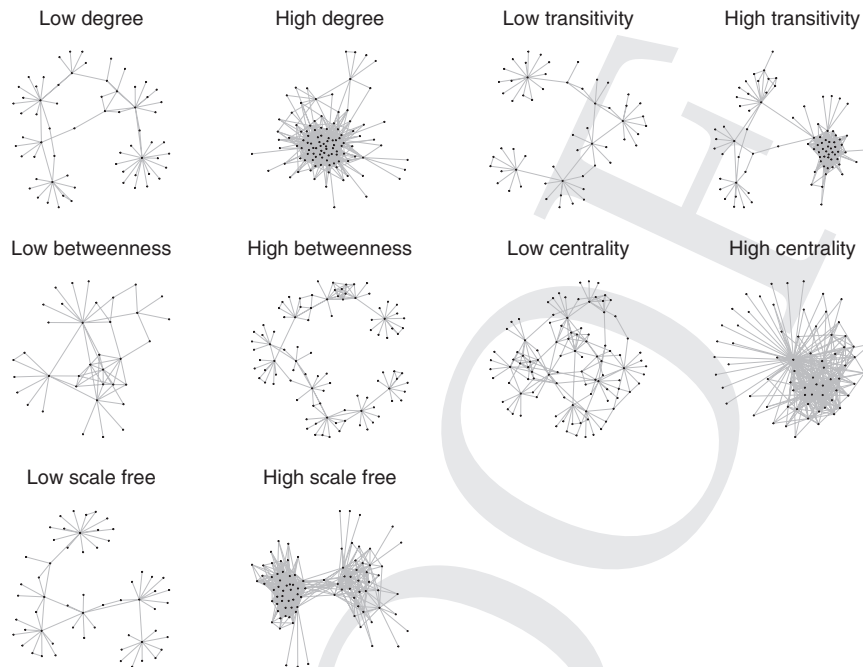 Low degree
High degree
Low transitivity
High transitivity
Low betweenness
High betweenness
Low centrality
High centrality
Low scale free
High scale free